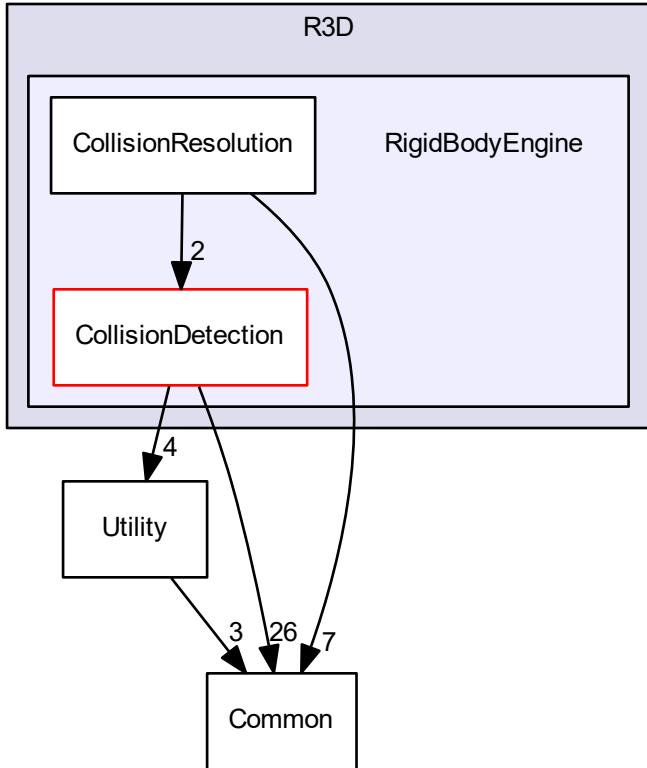 R3D
CollisionResolution
RigidBodyEngine
2
CollisionDetection
4
Utility
3
26
7
Common